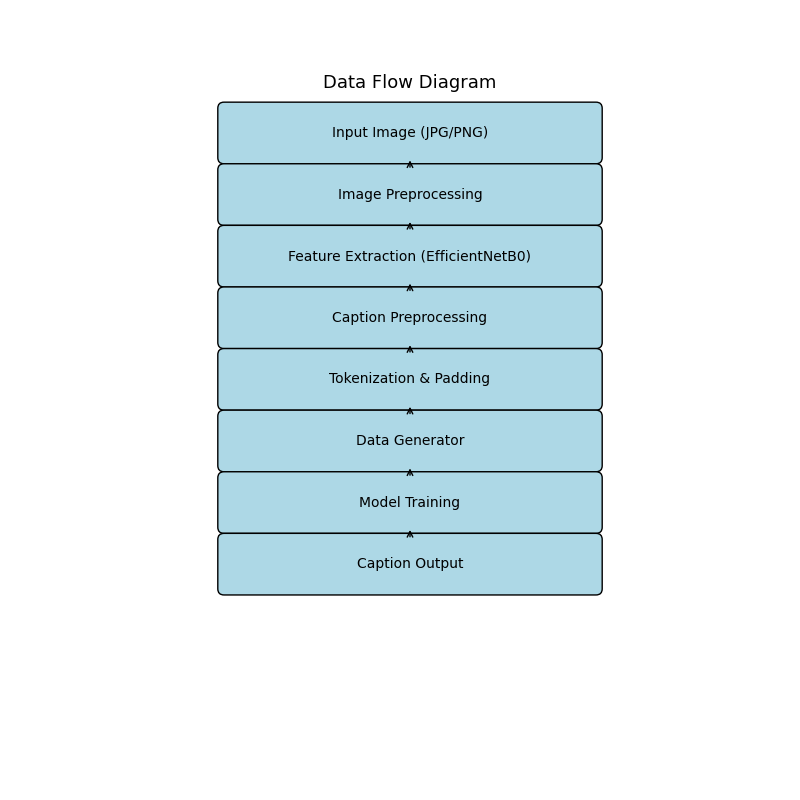 Data Flow Diagram
Input Image (JPG/PNG)
Image Preprocessing
Feature Extraction (EfficientNetB0)
Caption Preprocessing
Tokenization & Padding
Data Generator
Model Training
Caption Output